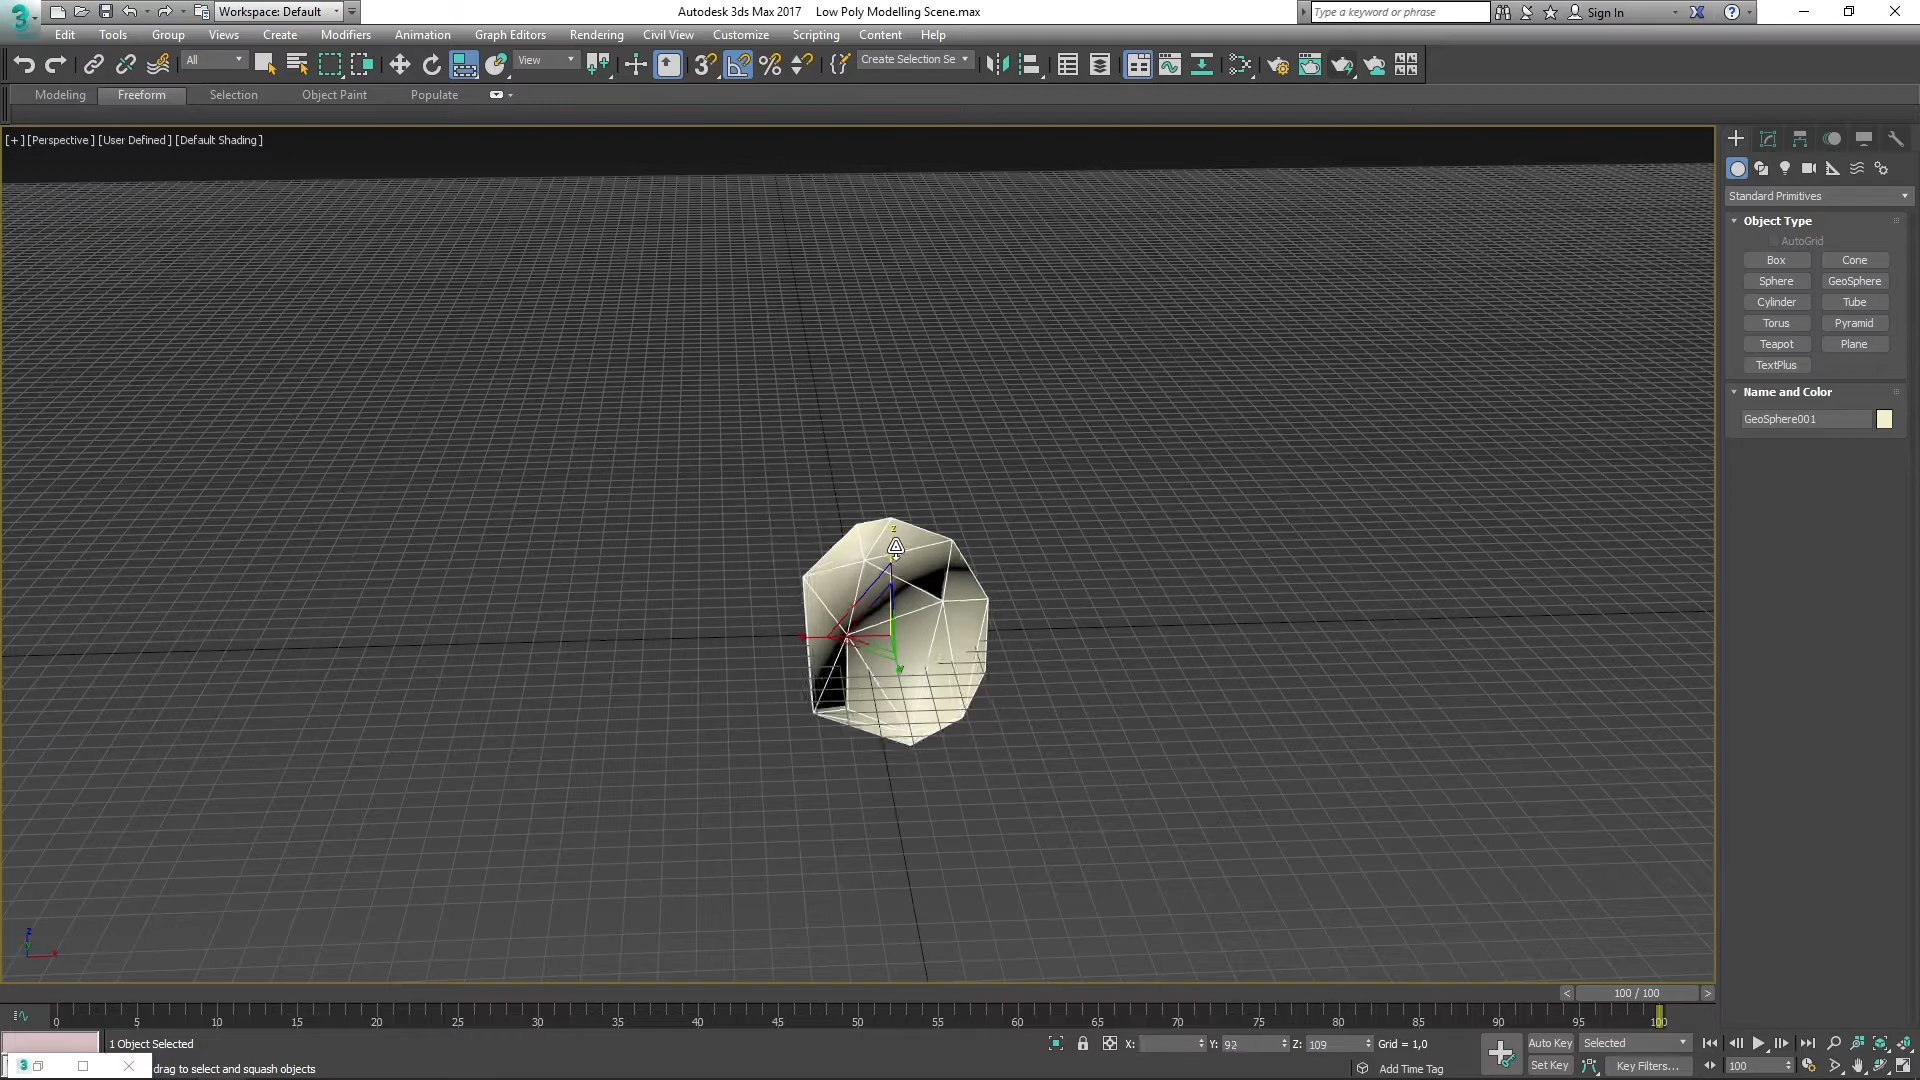 Workspace: Default
Autodesk 3ds Max 2017 Low Poly Modelling Scene.max
Type a keyword or phrase
Sign In
Edit Tools Group Views Create Modifiers Animation Graph Editors Rendering Civil View Customize Scripting Content Help
All
View
Create Selection Se
Modeling Freeform Selection Object Paint Populate
[+] [Perspective ] [User Defined ] [Default Shading ]
Standard Primitives
Object Type
AutoGrid
Box Cone
Sphere GeoSphere
Cylinder Tube
Torus Pyramid
Teapot Plane
TextPlus
Name and Color
GeoSphere001
z
z
x
< 100 / 100 >
0 5 10 15 20 25 30 35 40 45 50 55 60 65 70 75 80 85 90 95 100
1 Object Selected
X: Y: 92 Z: 109 Grid = 1,0
Auto Key Selected
drag to select and squash objects
Add Time Tag
Set Key Key Filters...
100